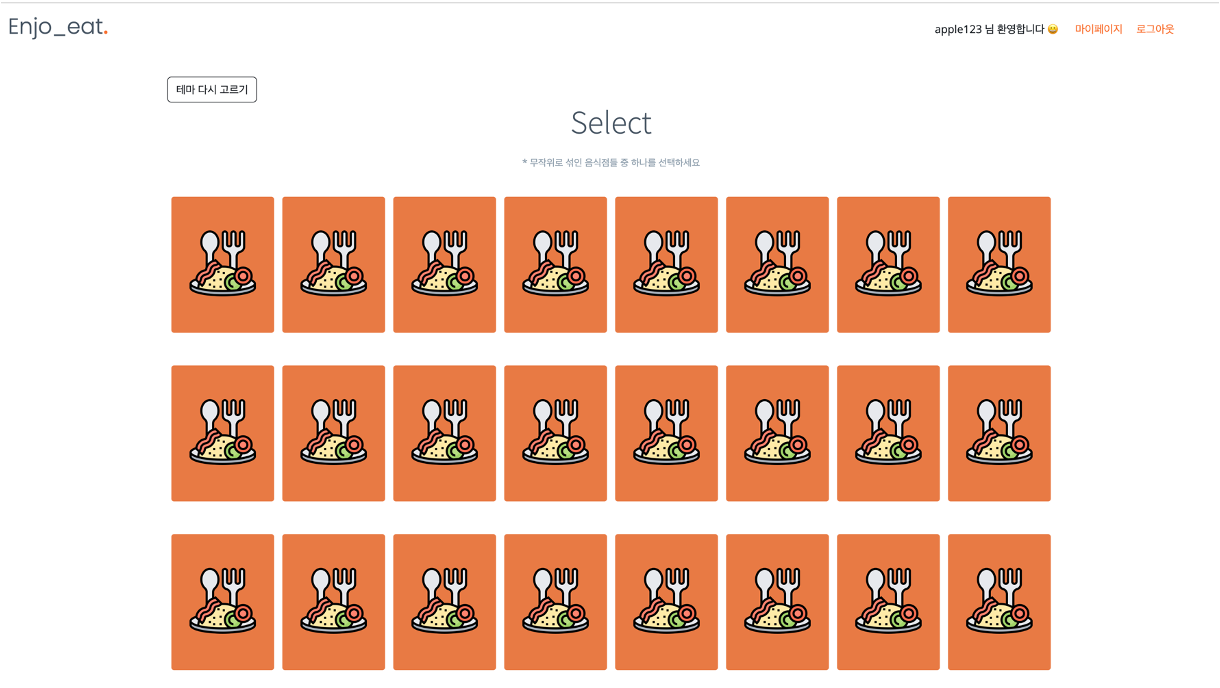 Enjo_eat.
apple123 님 환영합니다 😀 마이페이지 로그아웃
테마 다시 고르기
Select
* 무작위로 섞인 음식점들 중 하나를 선택하세요